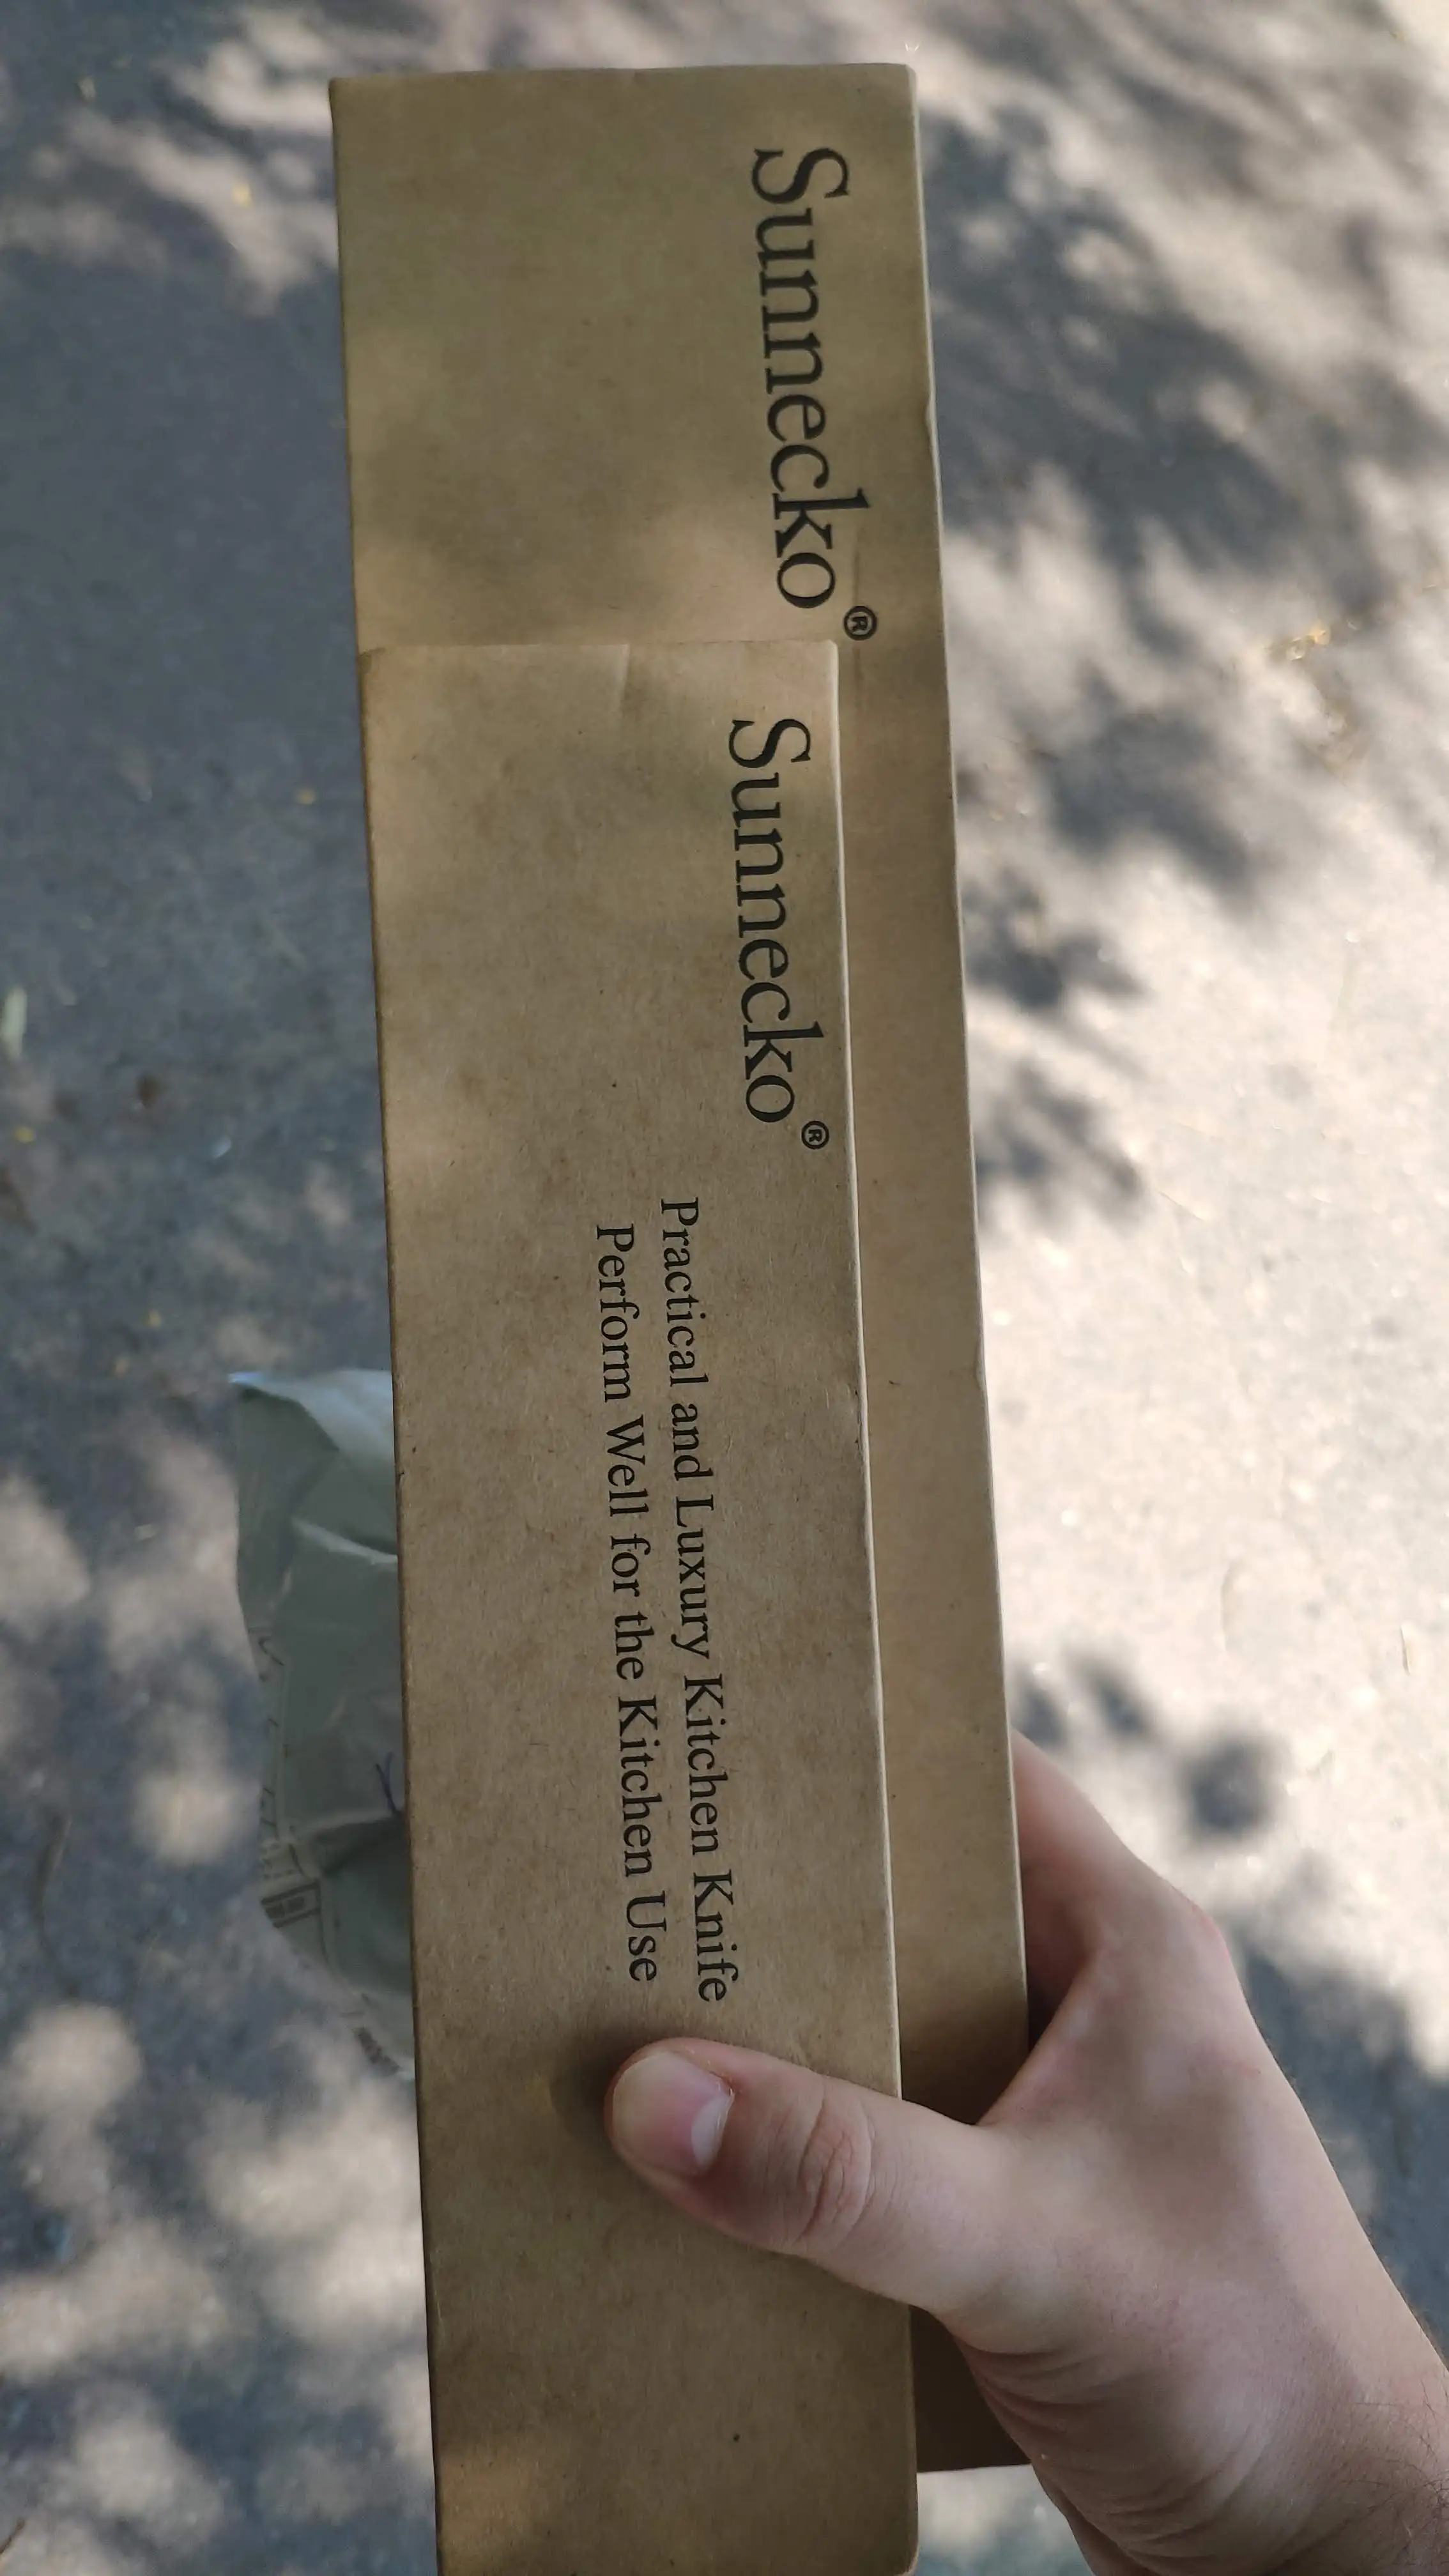 Sunnecko®
Sunnecko®
Practical and Luxury Kitchen Knife
Perform Well for the Kitchen Use